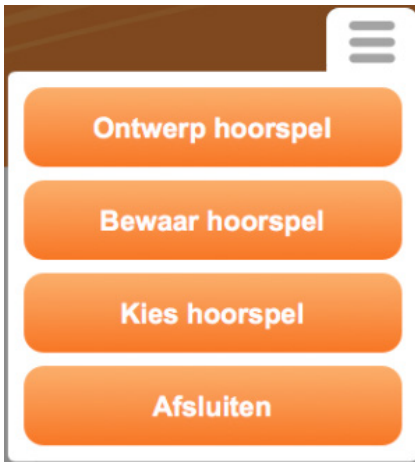 Ontwerp hoorspel
Bewaar hoorspel
Kies hoorspel
Afsluiten